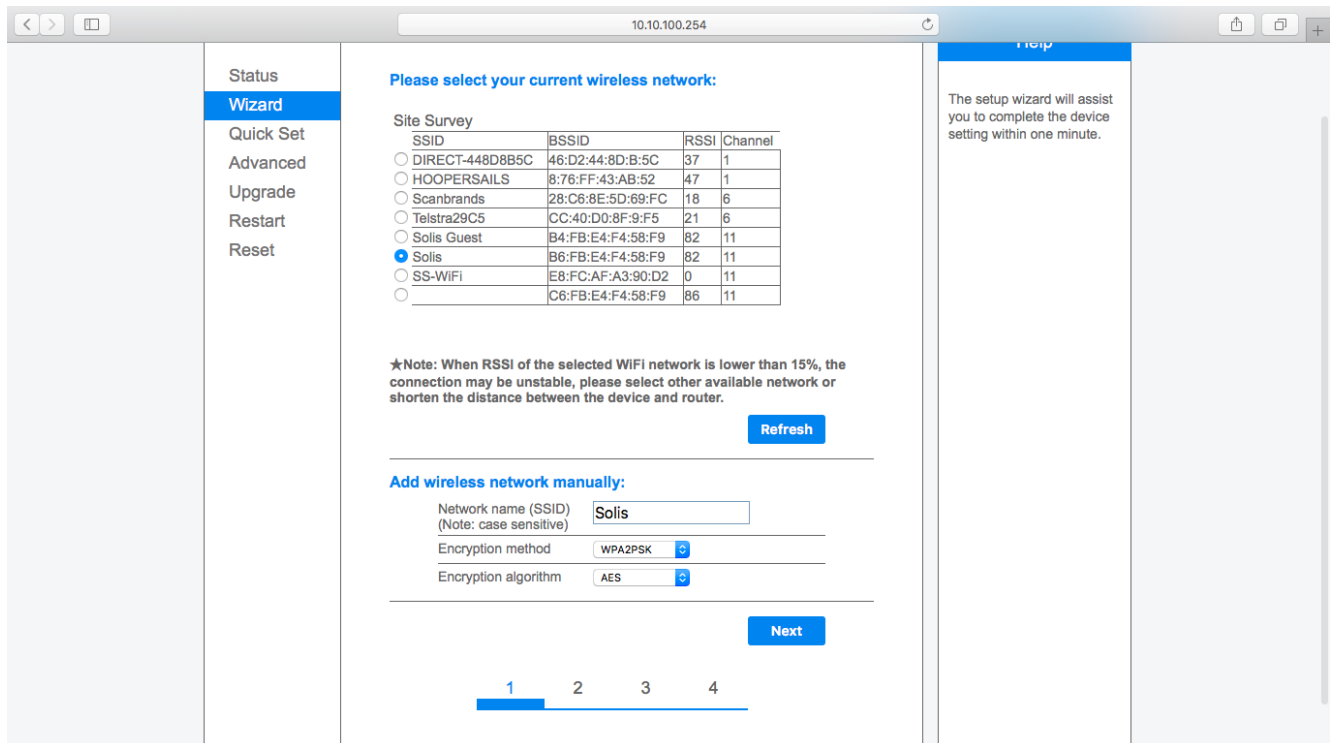 10.10.100.254
Help
Status
Wizard
Quick Set
Advanced
Upgrade
Restart
Reset
Please select your current wireless network:
Site Survey
SSID BSSID RSSI Channel
DIRECT-448D8B5C 46:D2:44:8D:B:5C 37 1
HOOPERSAILS 8:76:FF:43:AB:52 47 1
Scanbrands 28:C6:8E:5D:69:FC 18 6
Telstra29C5 CC:40:D0:8F:9:F5 21 6
Solis Guest B4:FB:E4:F4:58:F9 82 11
Solis B6:FB:E4:F4:58:F9 82 11
SS-WiFi E8:FC:AF:A3:90:D2 0 11
C6:FB:E4:F4:58:F9 86 11
★Note: When RSSI of the selected WiFi network is lower than 15%, the
connection may be unstable, please select other available network or
shorten the distance between the device and router.
Refresh
Add wireless network manually:
Network name (SSID)
(Note: case sensitive) Solis
Encryption method WPA2PSK
Encryption algorithm AES
Next
1 2 3 4
The setup wizard will assist
you to complete the device
setting within one minute.